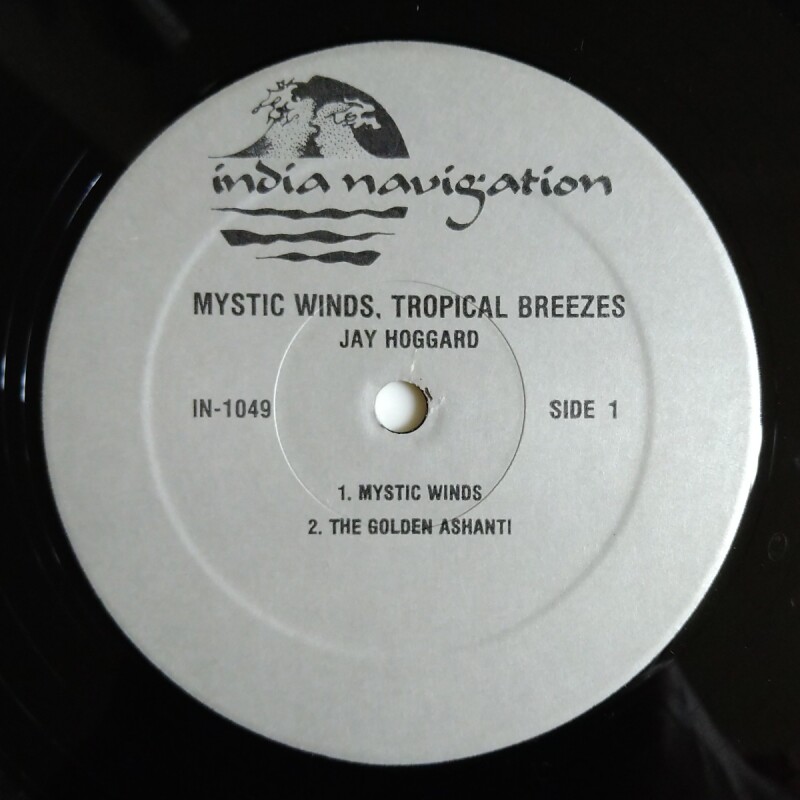 india navigation
MYSTIC WINDS, TROPICAL BREEZES
JAY HOGGARD
IN-1049
SIDE 1
1. MYSTIC WINDS
2. THE GOLDEN ASHANTI